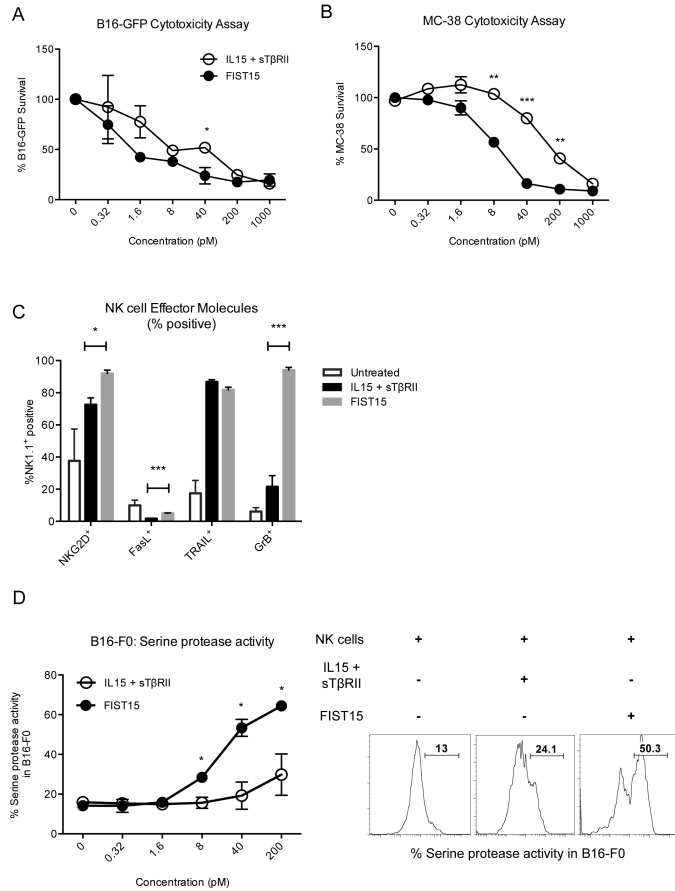 A
B16-GFP Cytotoxicity Assay
IL15 + sTβRII
FIST15
*
150
100
50
0
% B16-GFP Survival
0 0.32 1.6 8 40 200 1000
Concentration (pM)
B
MC-38 Cytotoxicity Assay
** *** **
150
100
50
0
% MC-38 Survival
0 0.32 1.6 8 40 200 1000
Concentration (pM)
C
NK cell Effector Molecules
(% positive)
* *** ***
100
80
60
40
20
0
%NK1.1+ positive
NKG2D+ FasL+ TRAIL+ GrB+
Untreated
IL15 + sTβRII
FIST15
D
B16-F0: Serine protease activity
IL15 + sTβRII
FIST15
* * *
80
60
40
20
0
% Serine protease activity
in B16-F0
0 0.32 1.6 8 40 200
Concentration (pM)
NK cells + + +
IL15 +
sTβRII - + -
FIST15 - - +
13 24.1 50.3
% Serine protease activity in B16-F0